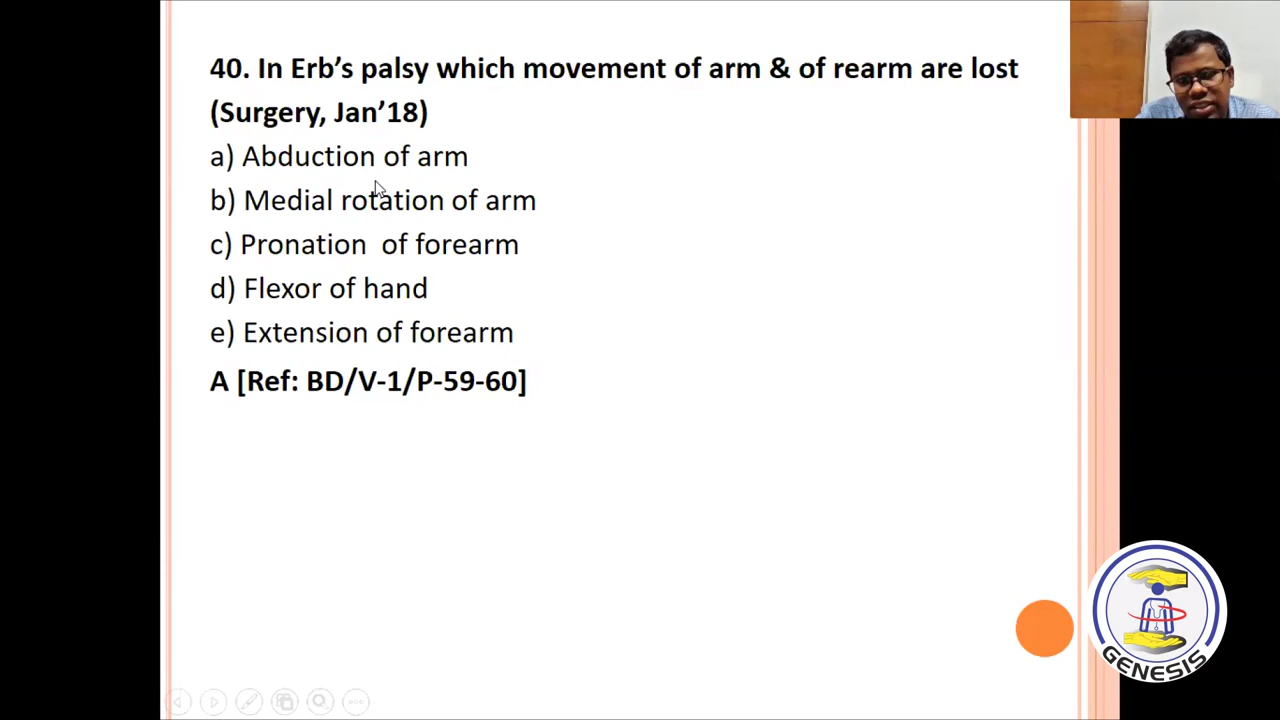 40. In Erb's palsy which movement of arm & of rearm are lost
(Surgery, Jan'18)
a) Abduction of arm
b) Medial rotation of arm
c) Pronation of forearm
d) Flexor of hand
e) Extension of forearm
A [Ref: BD/V-1/P-59-60]
GENESIS